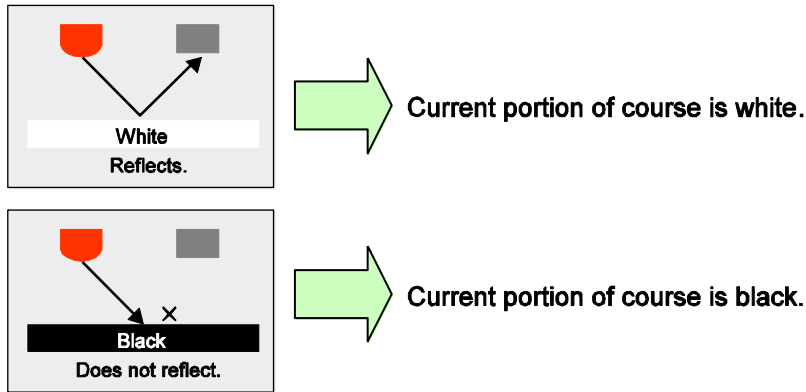 White
Reflects.
Current portion of course is white.
Black
Does not reflect.
Current portion of course is black.